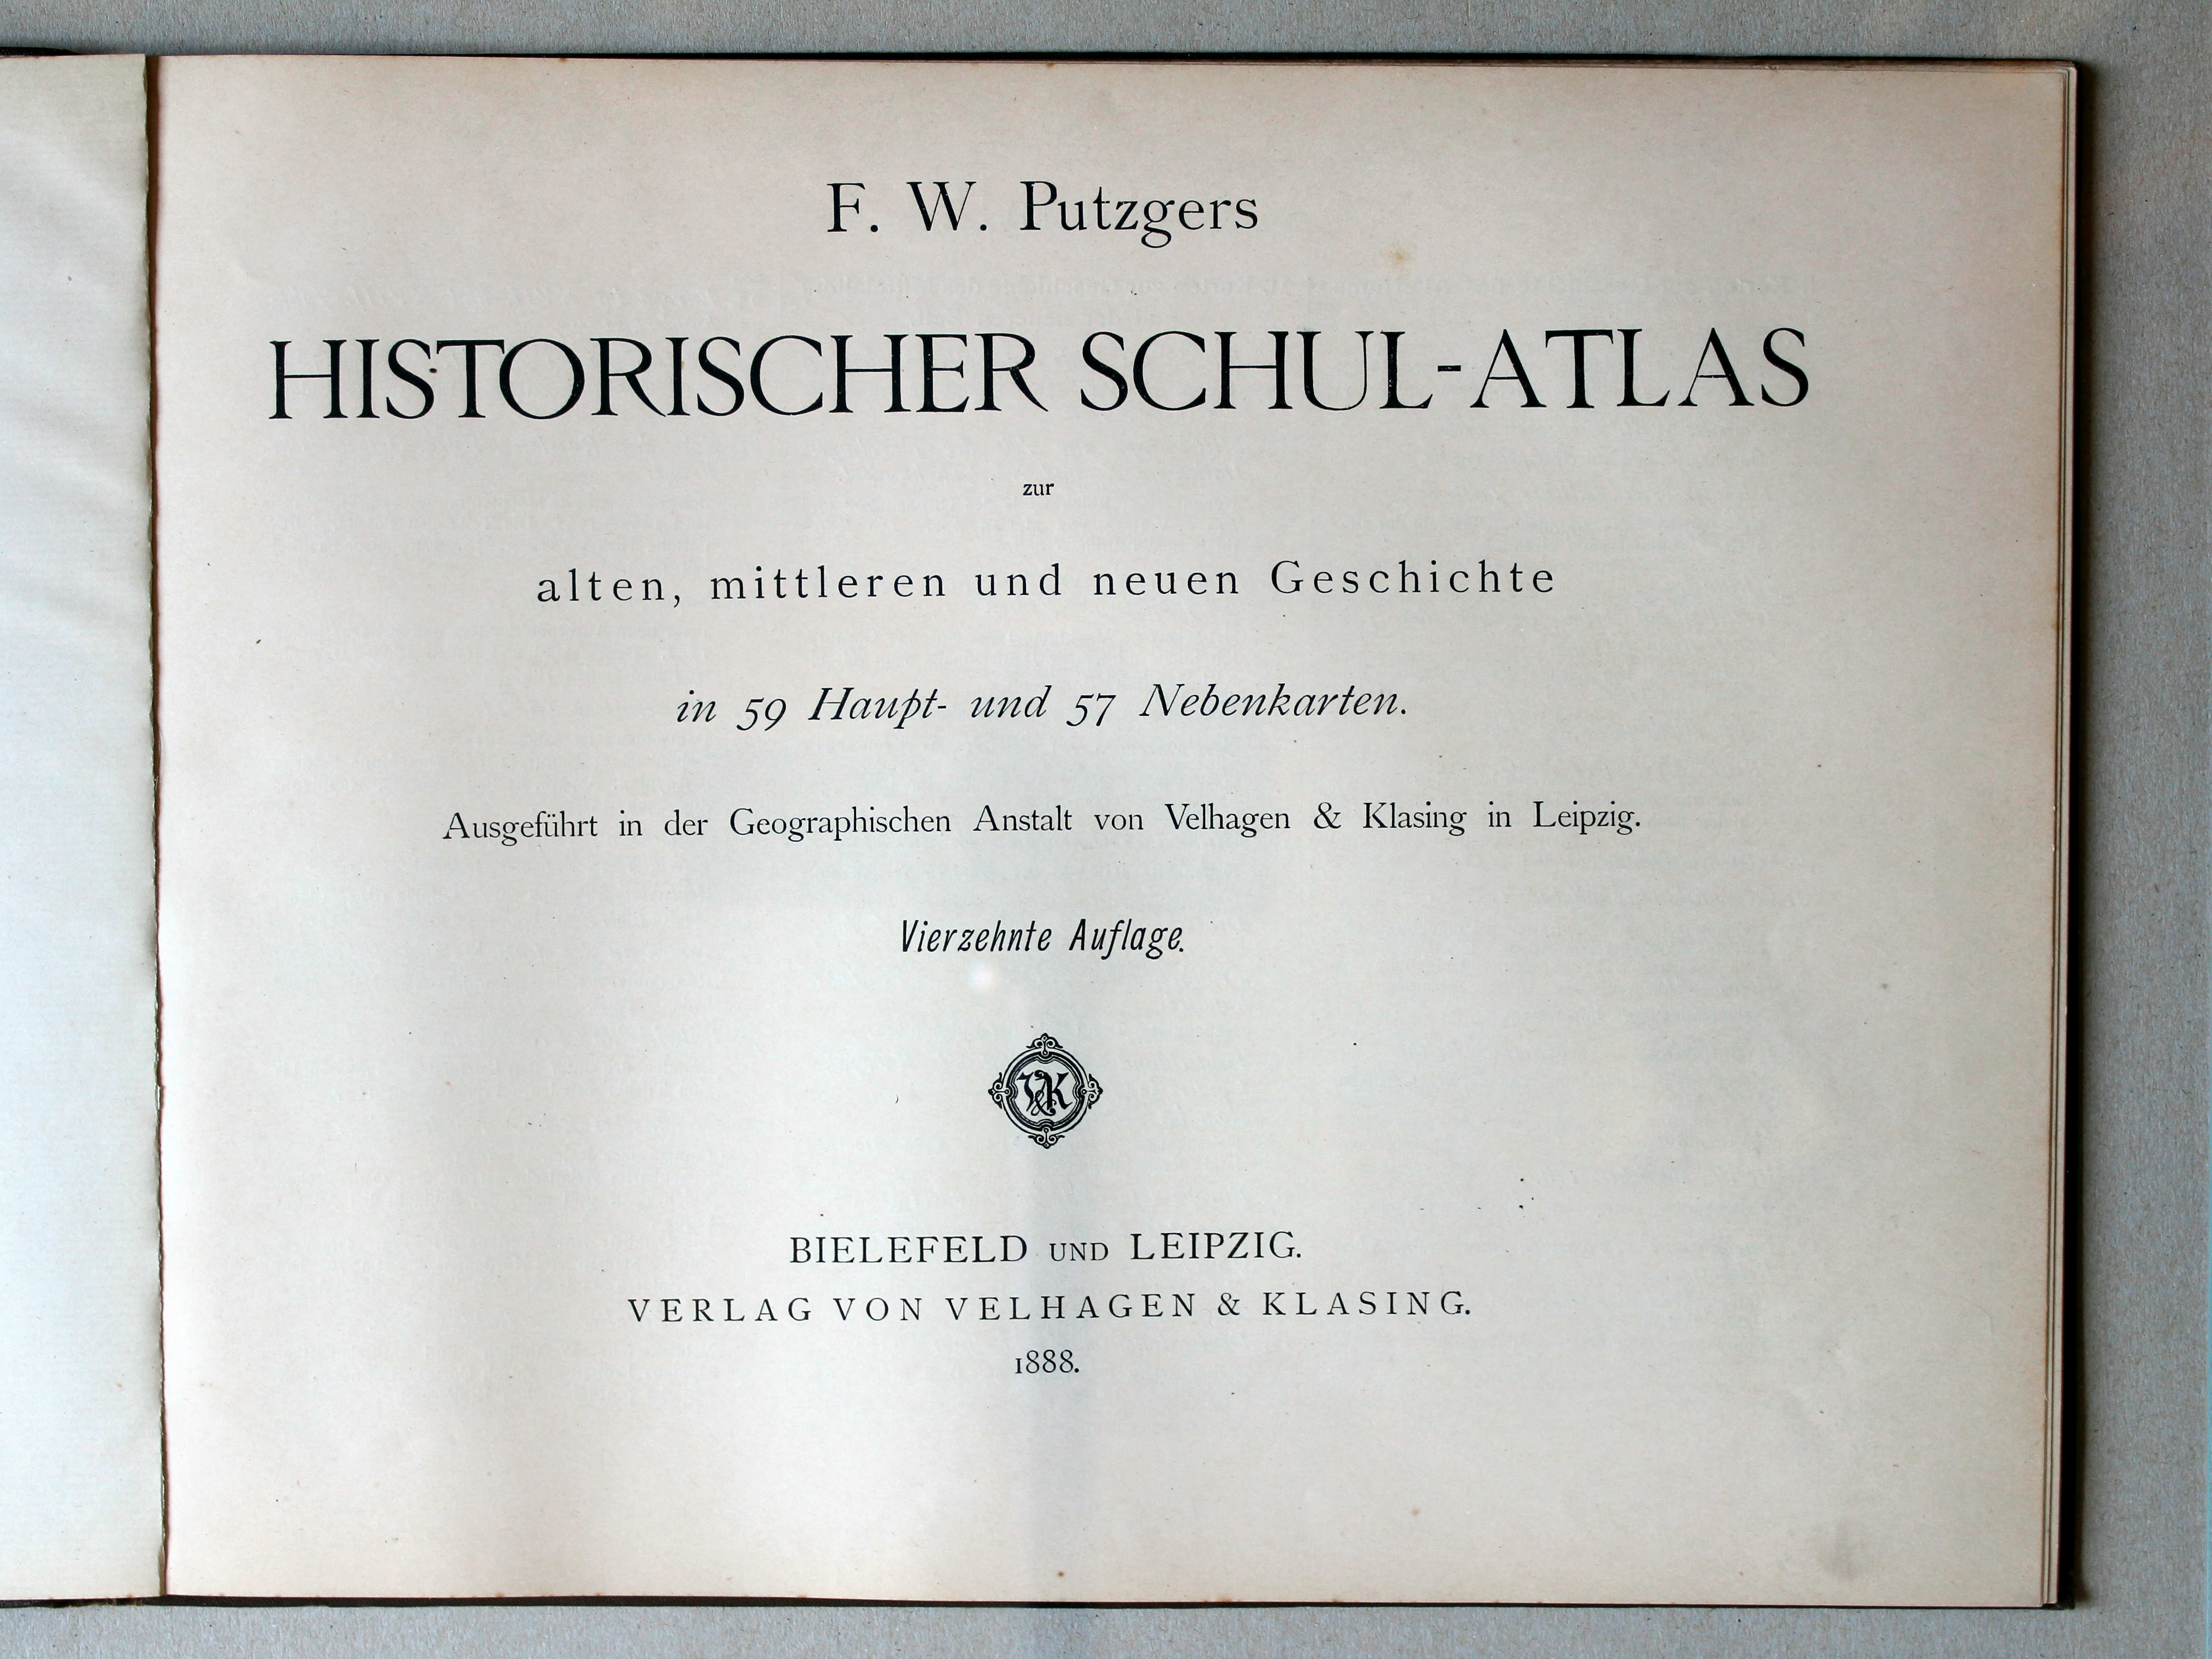 F. W. Putzgers
HISTORISCHER SCHUL-ATLAS
zur
alten, mittleren und neuen Geschichte
in 59 Haupt- und 57 Nebenkarten.
Ausgeführt in der Geographischen Anstalt von Velhagen & Klasing in Leipzig.
Vierzehnte Auflage.
V&K
BIELEFELD UND LEIPZIG.
VERLAG VON VELHAGEN & KLASING.
1888.